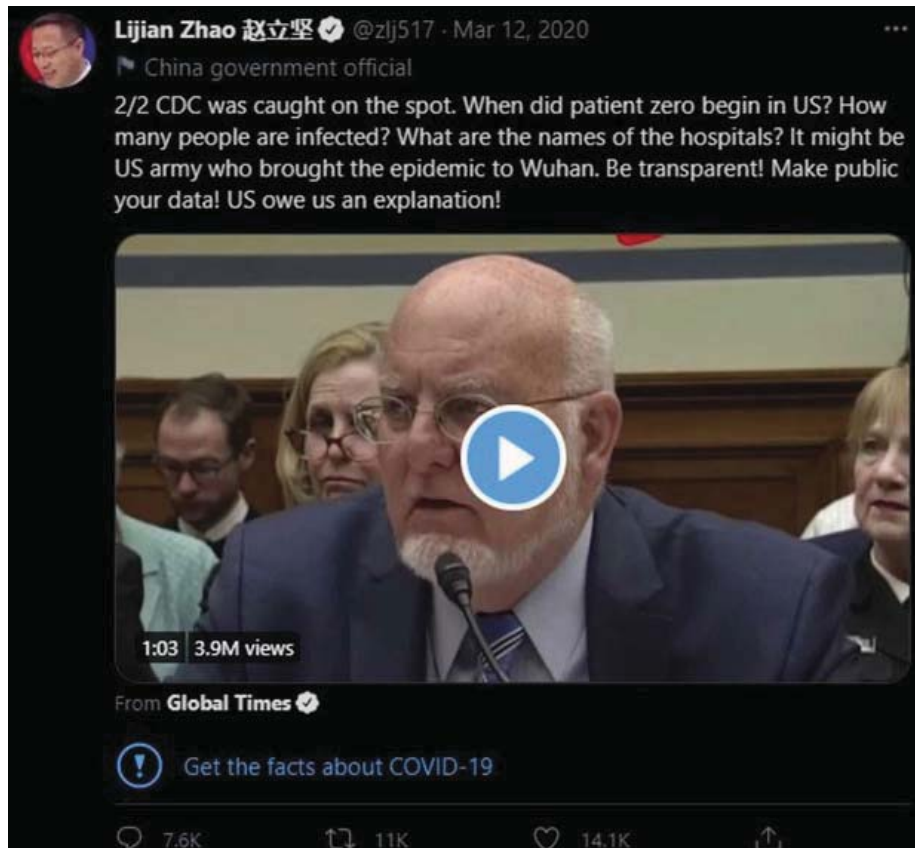 Lijian Zhao 赵立坚 @zlj517 · Mar 12, 2020
China government official
2/2 CDC was caught on the spot. When did patient zero begin in US? How
many people are infected? What are the names of the hospitals? It might be
US army who brought the epidemic to Wuhan. Be transparent! Make public
your data! US owe us an explanation!
1:03 3.9M views
From Global Times
Get the facts about COVID-19
7.6K 11K 14.1K